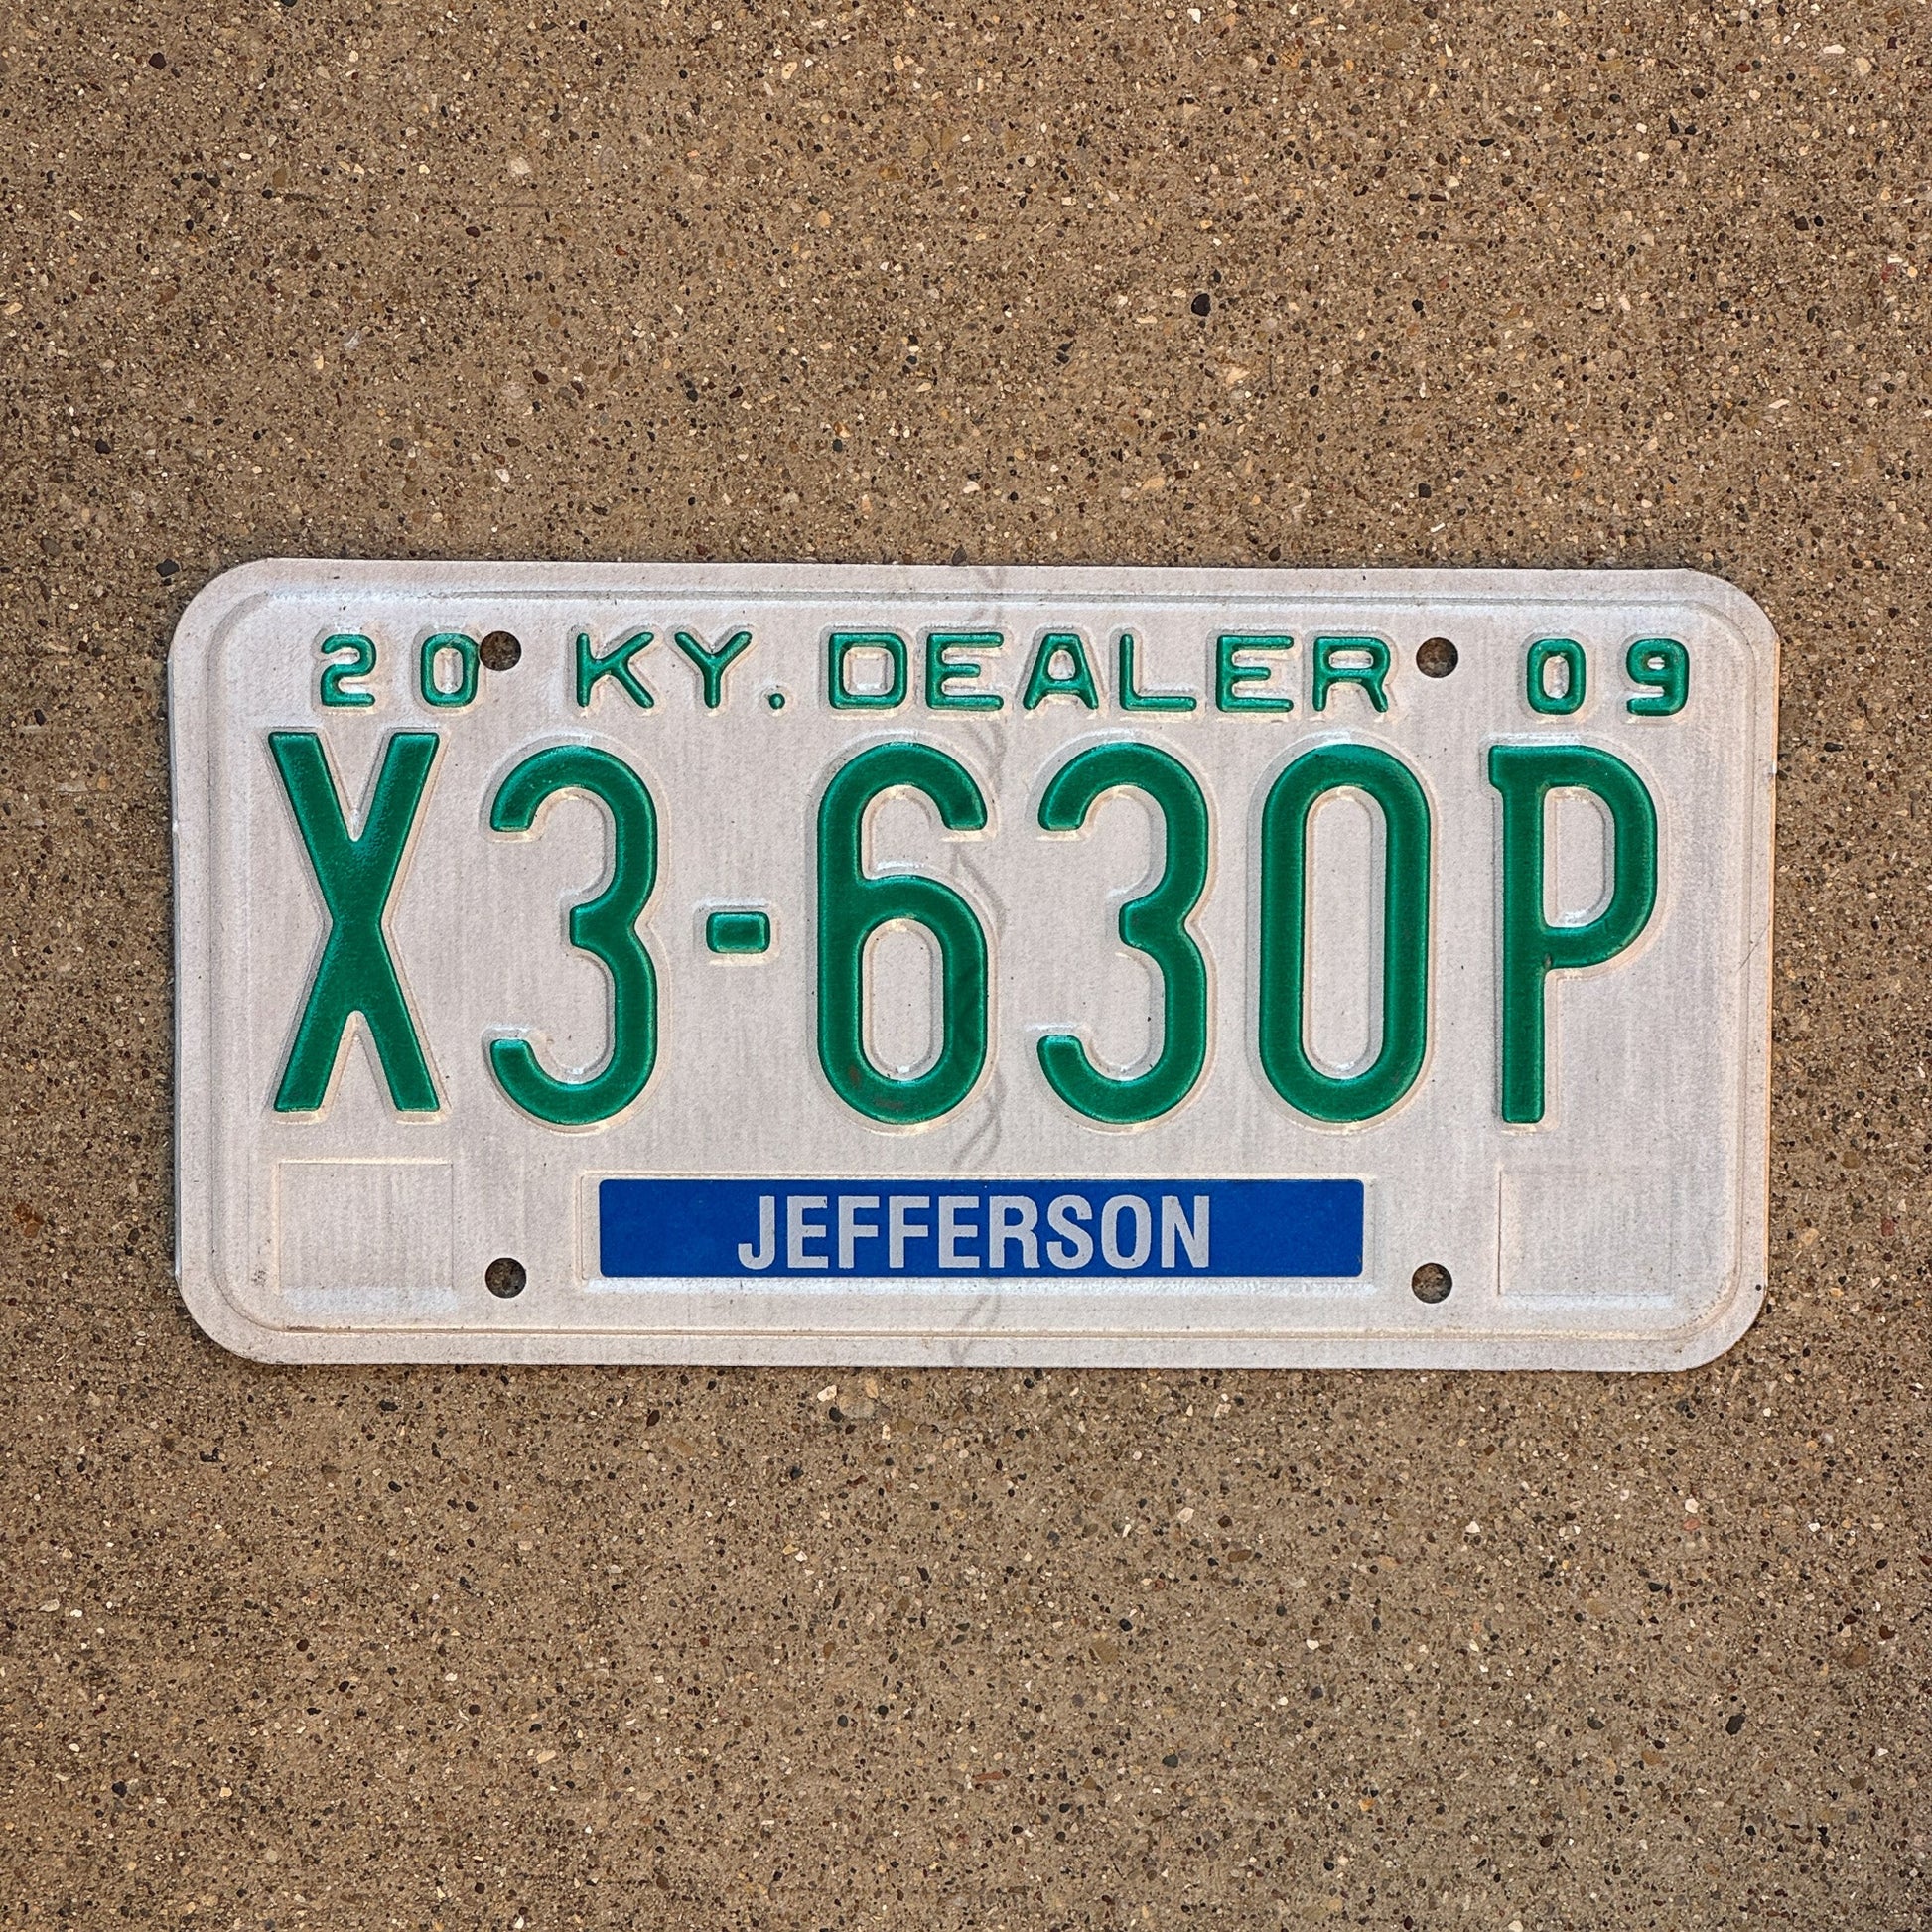 20 KY. DEALER 09
X3-630P
JEFFERSON